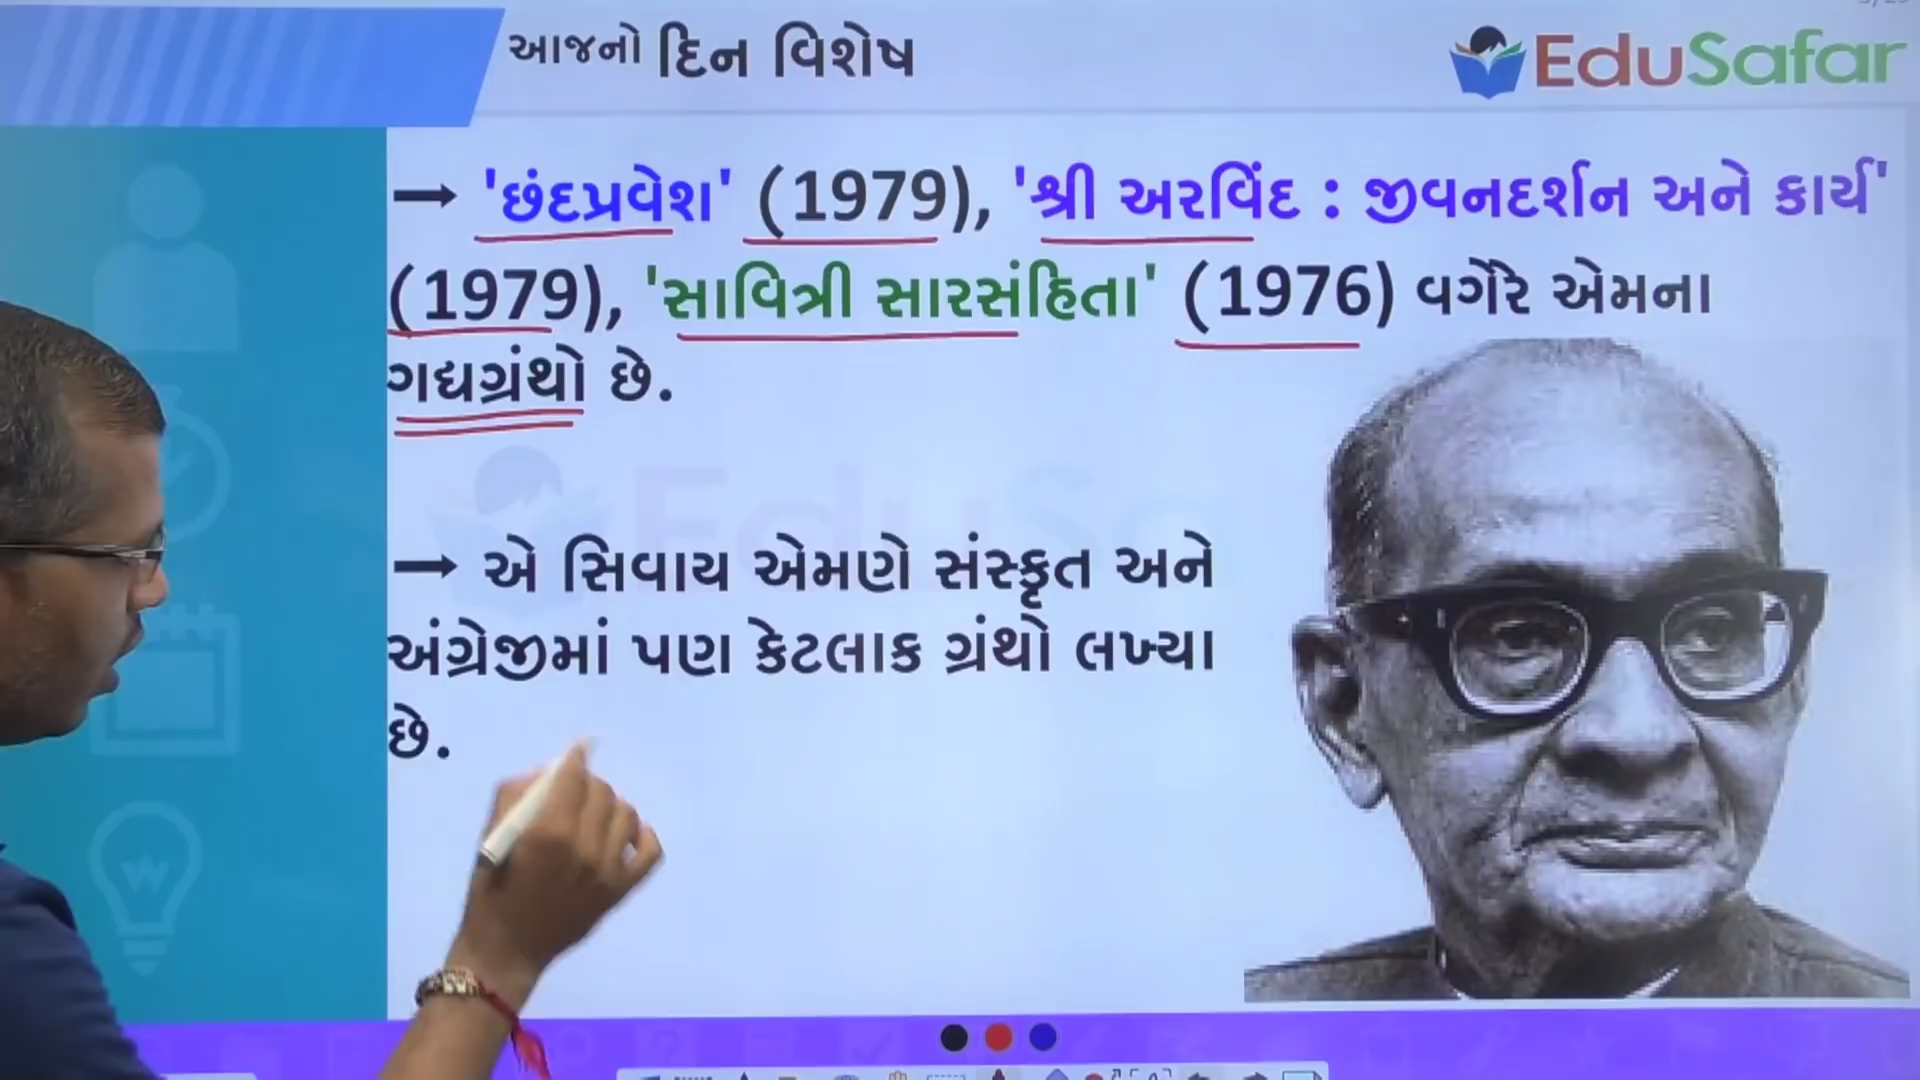 આજનો દિન વિશેષ
EduSafar
→ 'છંદપ્રવેશ' (1979), 'શ્રી અરવિંદ : જીવનદર્શન અને કાર્ય'
(1979), 'સાવિત્રી સારસંહિતા' (1976) વગેરે એમના
ગદ્યગ્રંથો છે.
→ એ સિવાય એમણે સંસ્કૃત અને
અંગ્રેજીમાં પણ કેટલાક ગ્રંથો લખ્યા
છે.